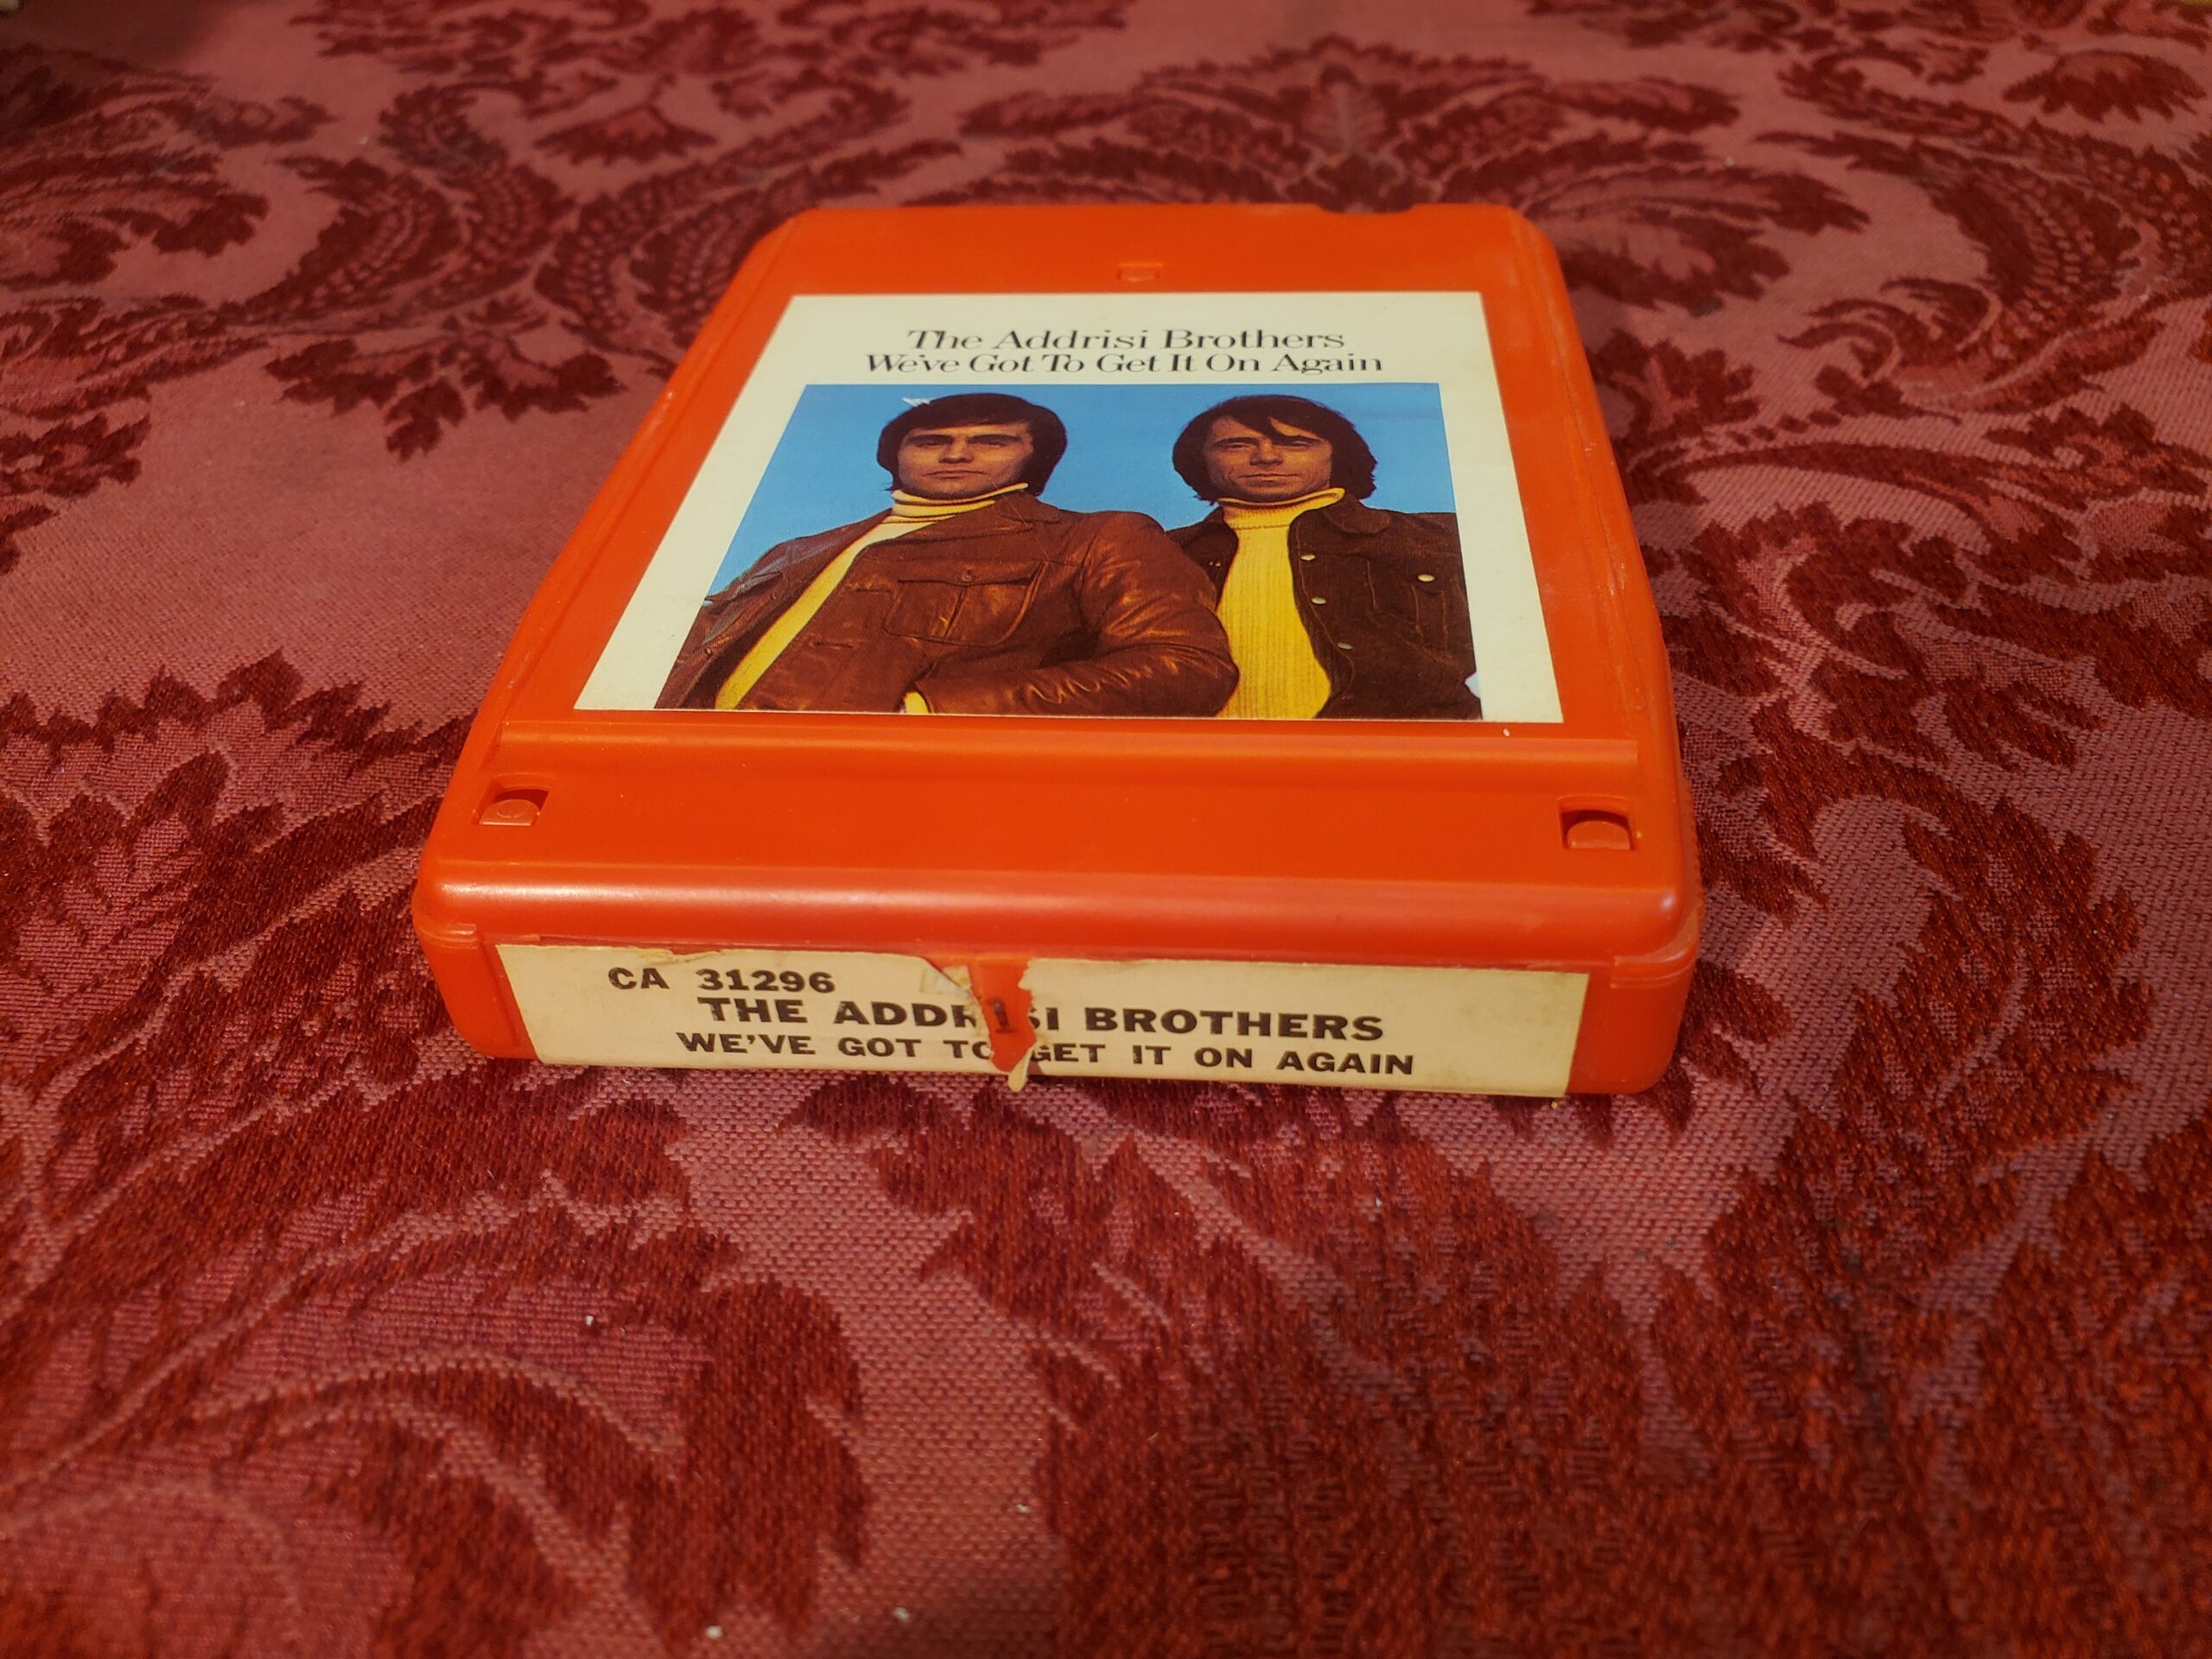 The Addrisi Brothers
We've Got To Get It On Again
CA 31296
THE ADDRISI BROTHERS
WE'VE GOT TO GET IT ON AGAIN